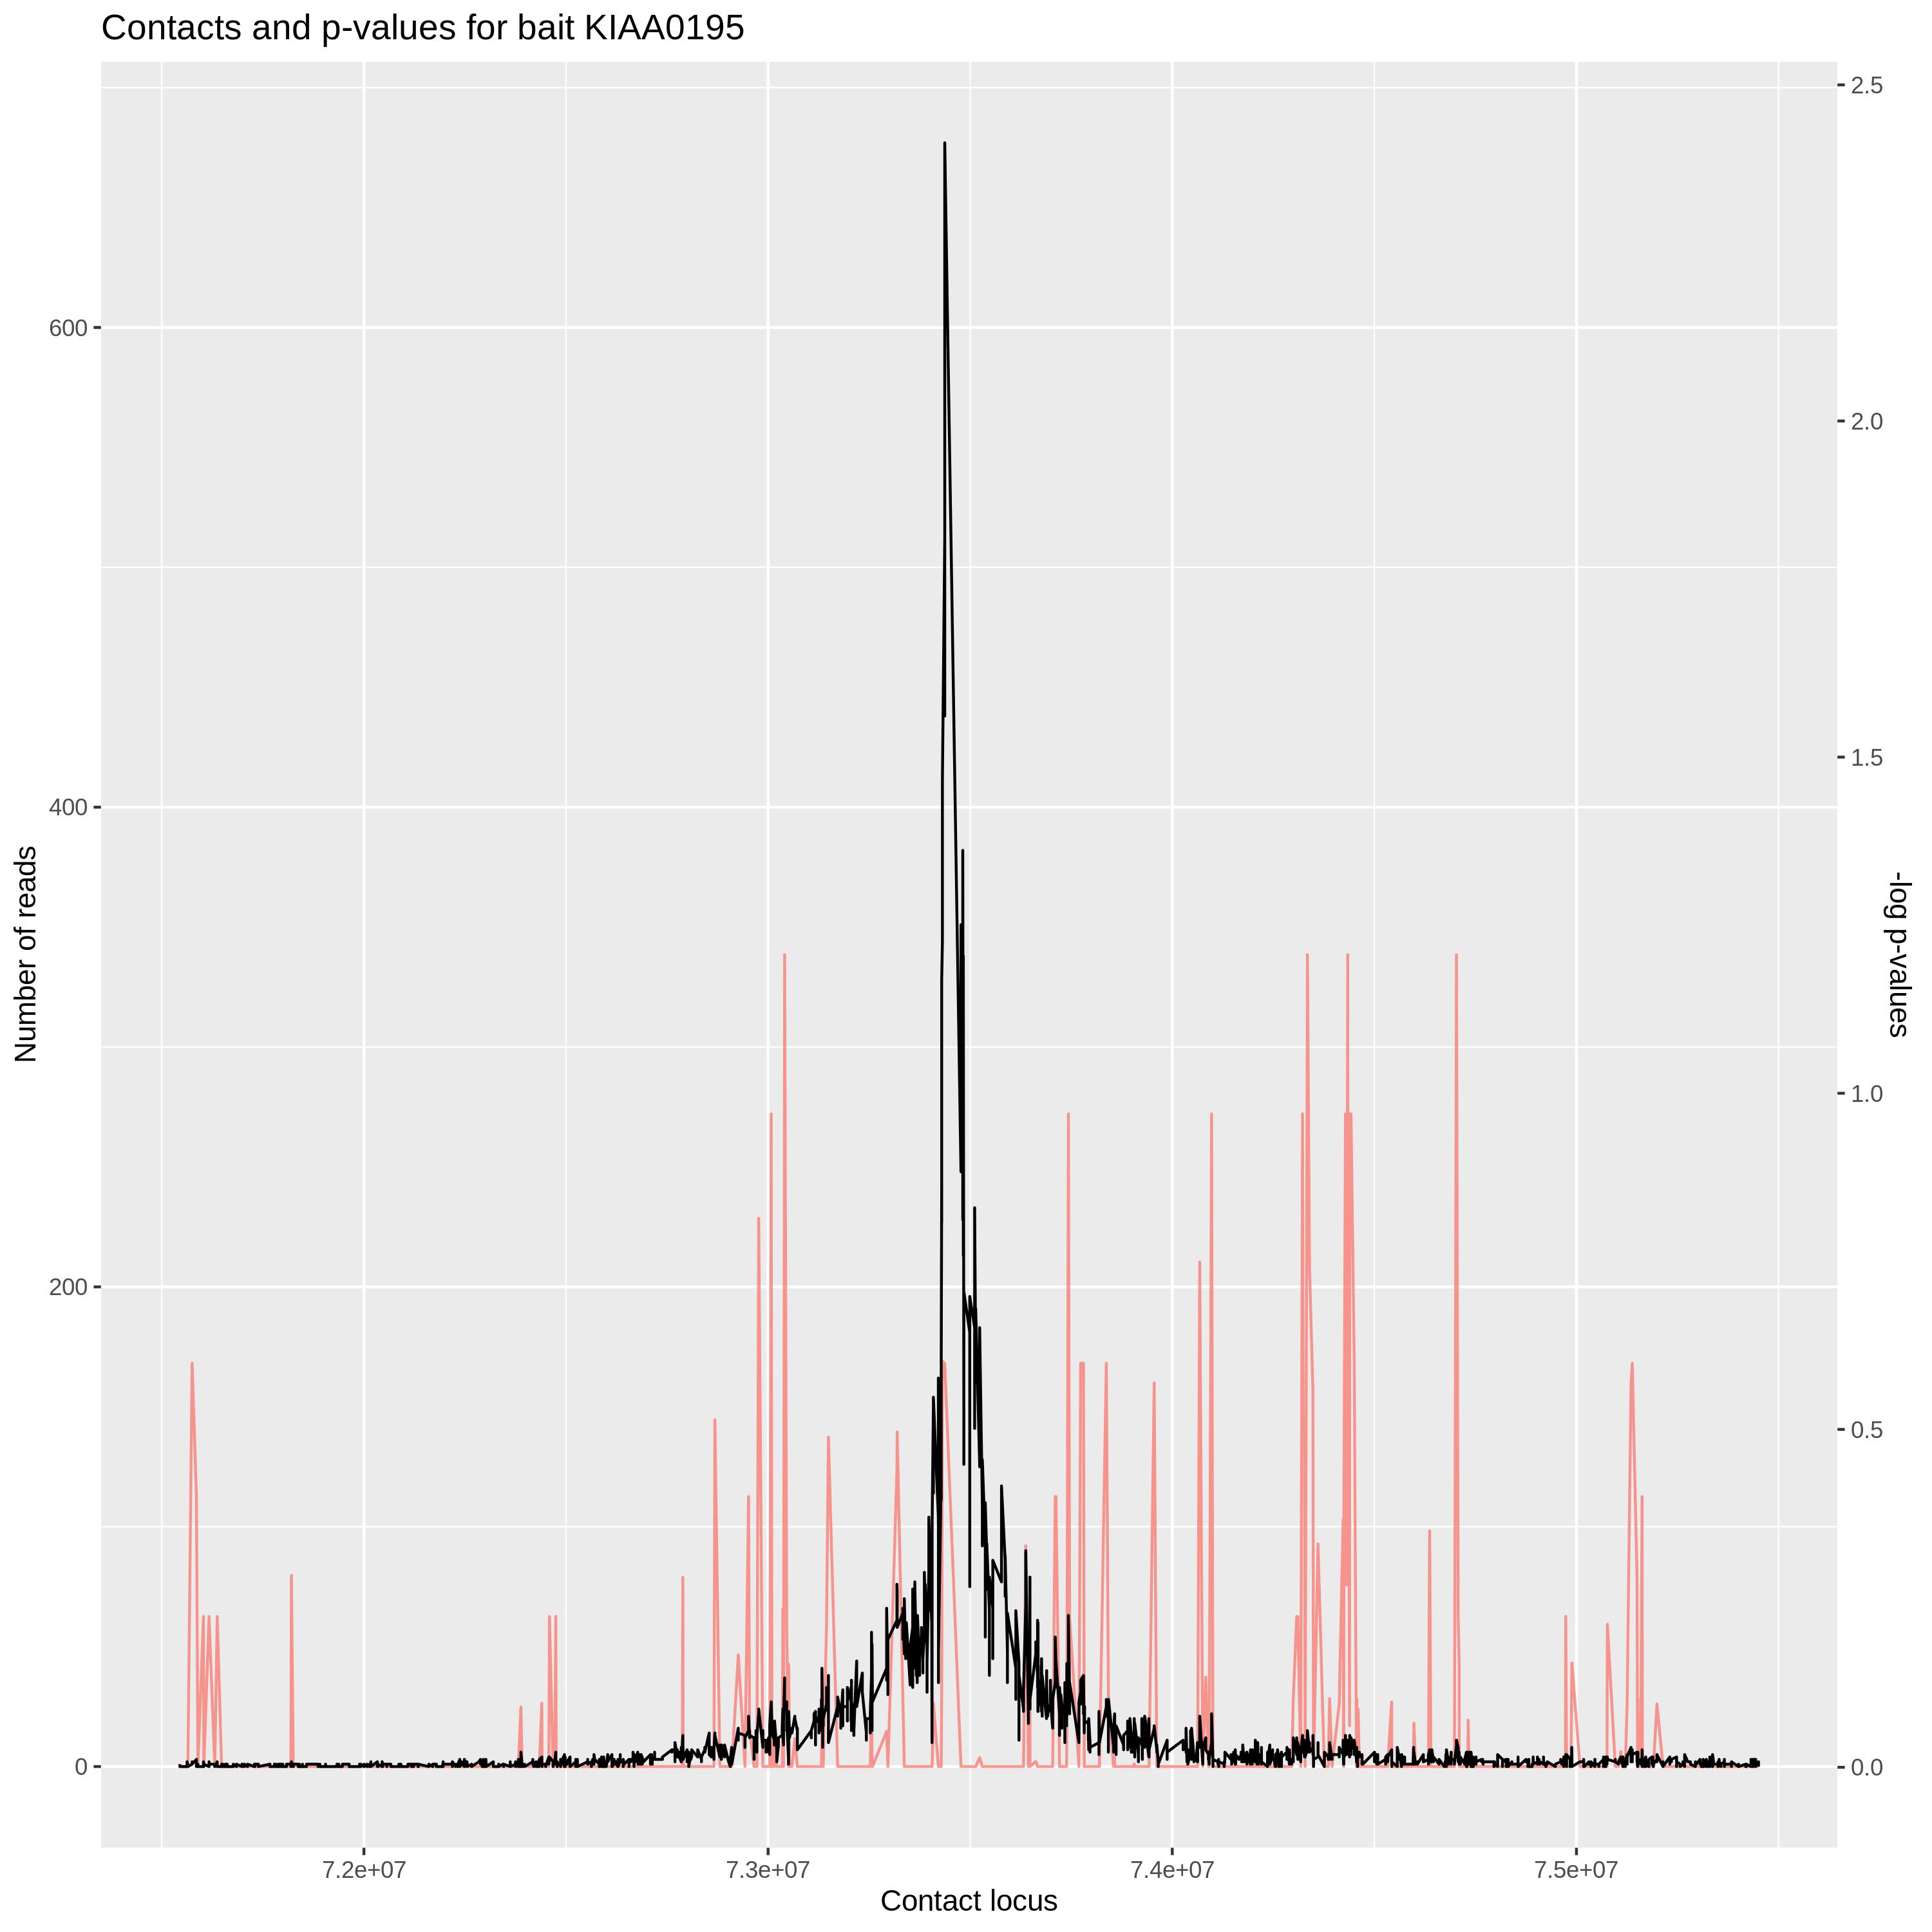 Contacts and p-values for bait KIAA0195
Number of reads
600
400
200
0
2.5
2.0
1.5
1.0
0.5
0.0
-log p-values
7.2e+07
7.3e+07
7.4e+07
7.5e+07
Contact locus